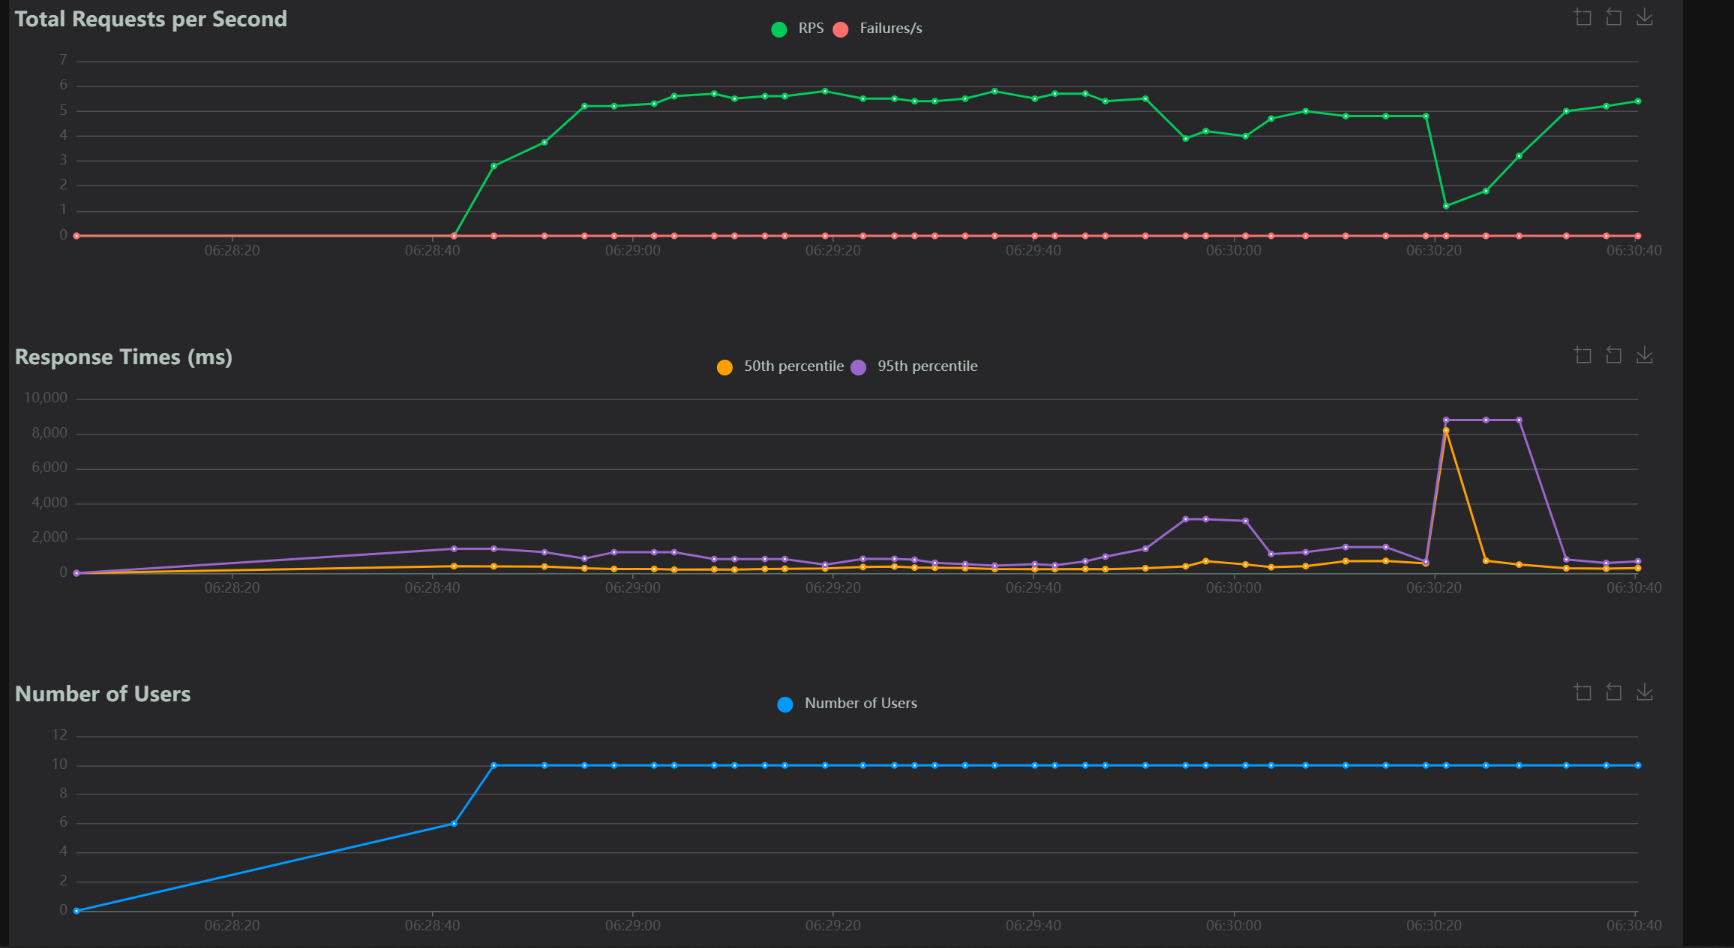 Total Requests per Second
RPS Failures/s
7
6
5
4
3
2
1
0
06:28:20 06:28:40 06:29:00 06:29:20 06:29:40 06:30:00 06:30:20 06:30:40
Response Times (ms)
50th percentile 95th percentile
10,000
8,000
6,000
4,000
2,000
0
06:28:20 06:28:40 06:29:00 06:29:20 06:29:40 06:30:00 06:30:20 06:30:40
Number of Users
Number of Users
12
10
8
6
4
2
0
06:28:20 06:28:40 06:29:00 06:29:20 06:29:40 06:30:00 06:30:20 06:30:40